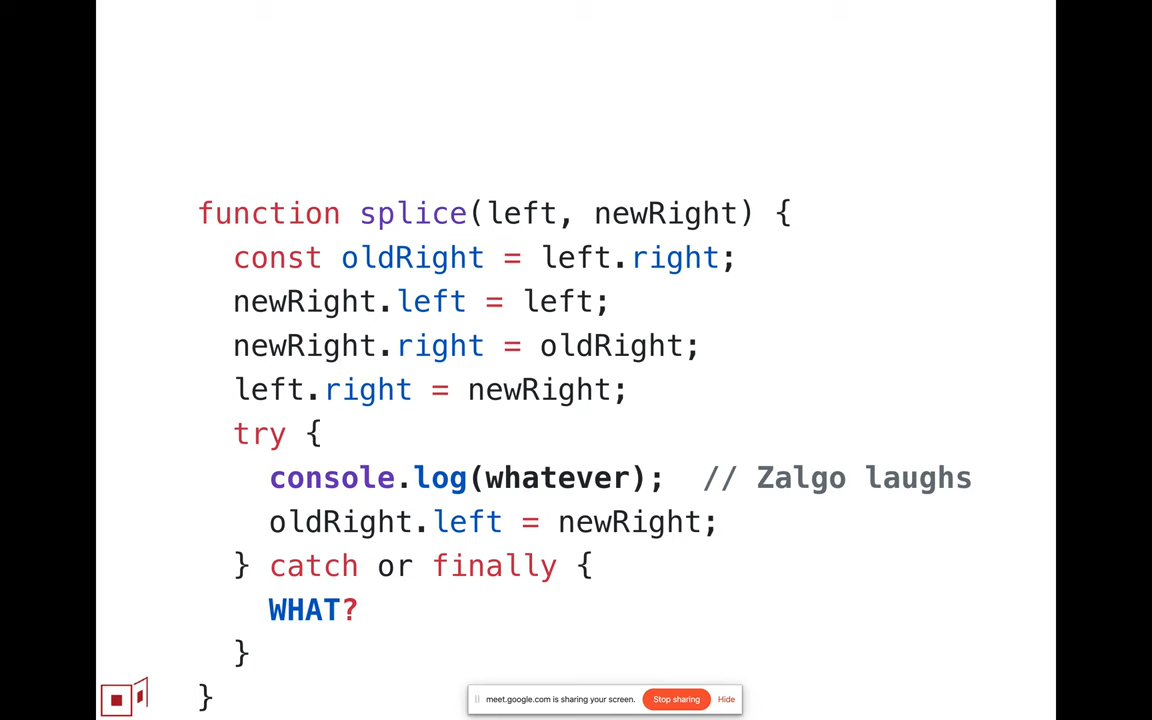 function splice(left, newRight) {
  const oldRight = left.right;
  newRight.left = left;
  newRight.right = oldRight;
  left.right = newRight;
  try {
    console.log(whatever);  // Zalgo laughs
    oldRight.left = newRight;
  } catch or finally {
    WHAT?
  }
}
meet.google.com is sharing your screen. Stop sharing Hide